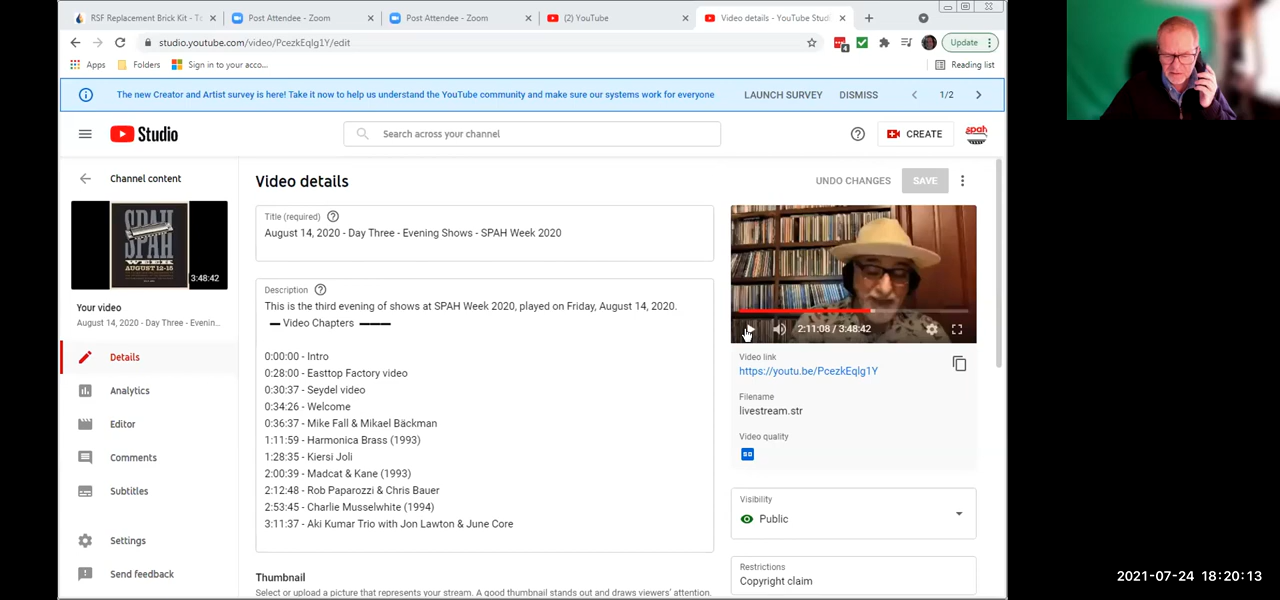 RSF Replacement Brick Kit - T
Post Attendee - Zoom
Post Attendee - Zoom
(2) YouTube
Video details - YouTube Stud
studio.youtube.com/video/PcezkEqlg1Y/edit
4
Update
Apps
Folders
Sign in to your acco...
Reading list
The new Creator and Artist survey is here! Take it now to help us understand the YouTube community and make sure our systems work for everyone
LAUNCH SURVEY
DISMISS
1/2
Studio
Search across your channel
CREATE
spah
Channel content
SPAH
SPAH
WEEK
AUGUST 12-15
3:48:42
Your video
August 14, 2020 - Day Three - Evenin...
Details
Analytics
Editor
Comments
Subtitles
Settings
Send feedback
Video details
UNDO CHANGES
SAVE
Title (required)
August 14, 2020 - Day Three - Evening Shows - SPAH Week 2020
Description
This is the third evening of shows at SPAH Week 2020, played on Friday, August 14, 2020.
▬ Video Chapters ▬▬▬
0:00:00 - Intro
0:28:00 - Easttop Factory video
0:30:37 - Seydel video
0:34:26 - Welcome
0:36:37 - Mike Fall & Mikael Bäckman
1:11:59 - Harmonica Brass (1993)
1:28:35 - Kiersi Joli
2:00:39 - Madcat & Kane (1993)
2:12:48 - Rob Paparozzi & Chris Bauer
2:53:45 - Charlie Musselwhite (1994)
3:11:37 - Aki Kumar Trio with Jon Lawton & June Core
Thumbnail
Select or upload a picture that represents your stream. A good thumbnail stands out and draws viewers' attention.
2:11:08 / 3:48:42
Video link
https://youtu.be/PcezkEqlg1Y
Filename
livestream.str
Video quality
SD
Visibility
Public
Restrictions
Copyright claim
2021-07-24 18:20:13